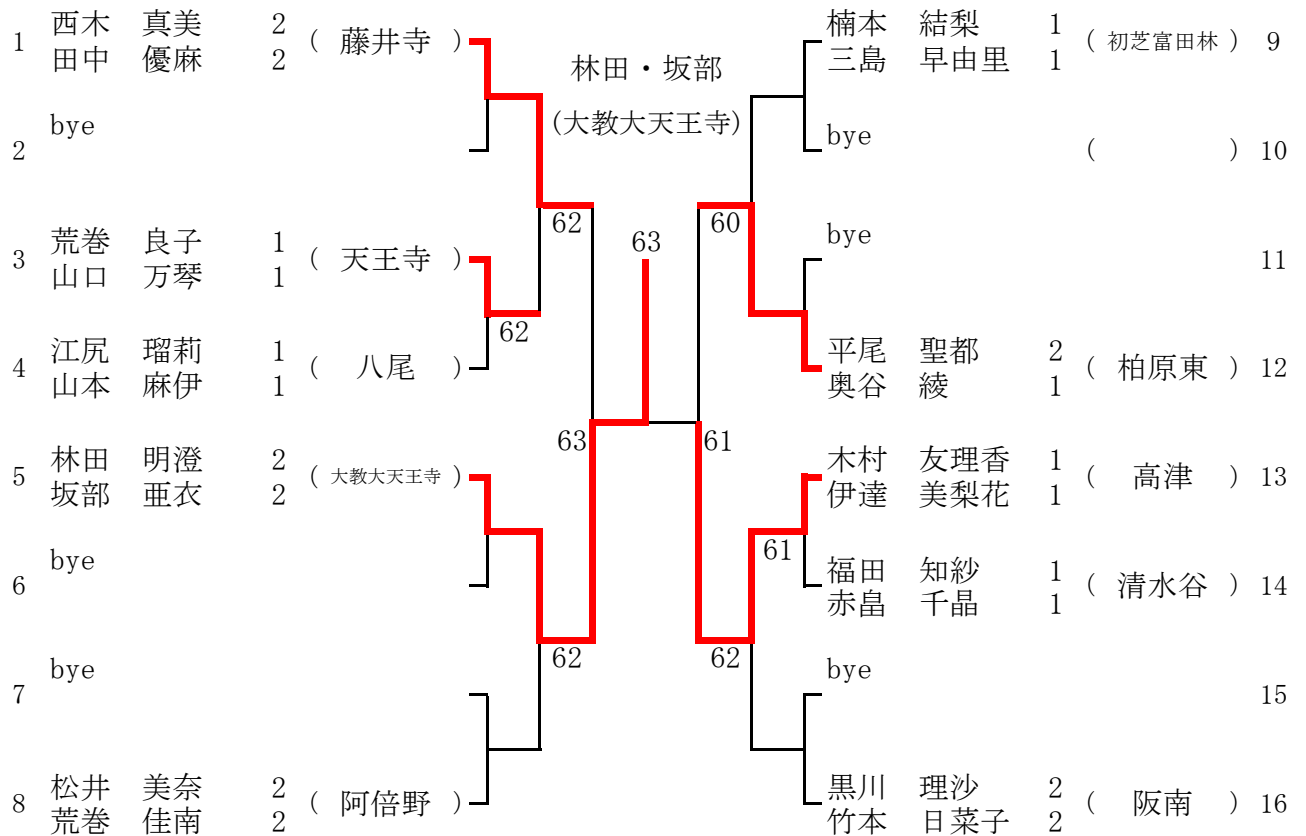 1 西木 真美 2 ( 藤井寺 )
田中 優麻 2
2 bye
3 荒巻 良子 1 ( 天王寺 )
山口 万琴 1
62
4 江尻 瑠莉 1 ( 八尾 )
山本 麻伊 1
5 林田 明澄 2 ( 大教大天王寺 )
坂部 亜衣 2
6 bye
7 bye
8 松井 美奈 2 ( 阿倍野 )
荒巻 佳南 2
62
63
62
林田・坂部
(大教大天王寺)
63
60
61
62
楠本 結梨 1 ( 初芝富田林 ) 9
三島 早由里 1
bye ( ) 10
bye 11
平尾 聖都 2 ( 柏原東 ) 12
奥谷 綾 1
木村 友理香 1 ( 高津 ) 13
伊達 美梨花 1
61
福田 知紗 1 ( 清水谷 ) 14
赤畠 千晶 1
bye 15
黒川 理沙 2 ( 阪南 ) 16
竹本 日菜子 2